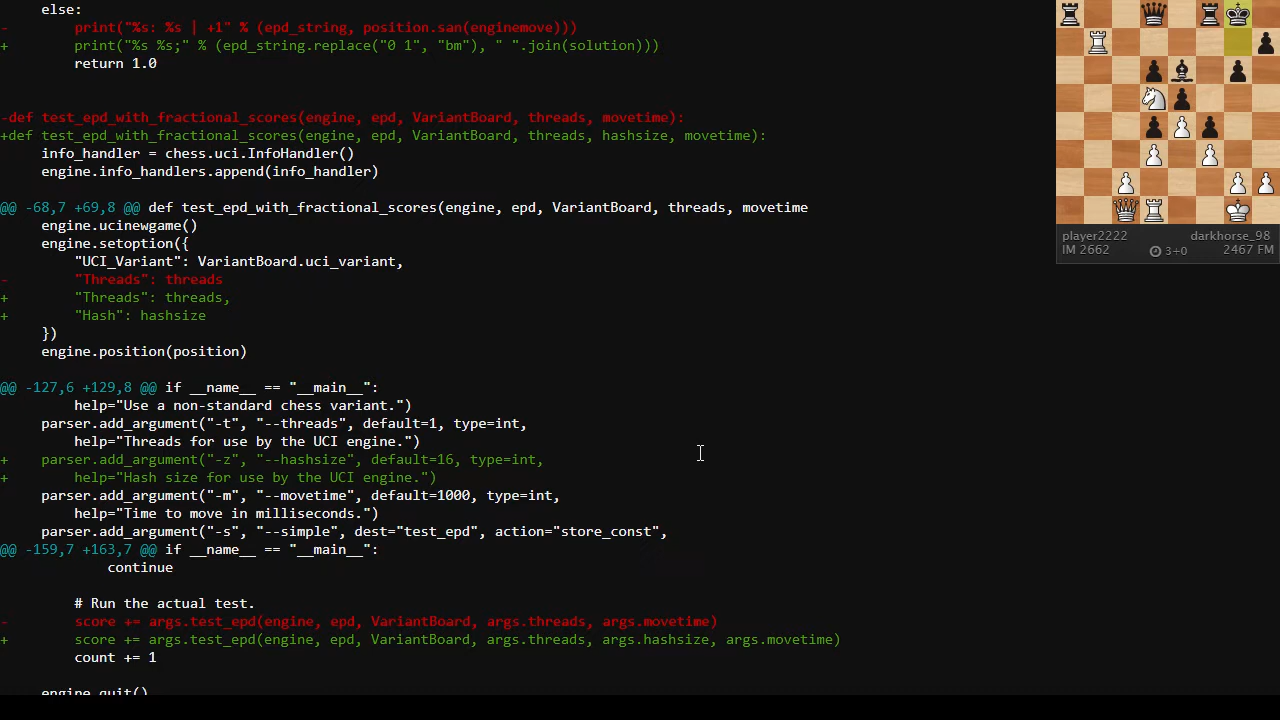 else:
-        print("%s: %s | +1" % (epd_string, position.san(enginemove)))
+        print("%s %s;" % (epd_string.replace("0 1", "bm"), " ".join(solution)))
         return 1.0
-def test_epd_with_fractional_scores(engine, epd, VariantBoard, threads, movetime):
+def test_epd_with_fractional_scores(engine, epd, VariantBoard, threads, hashsize, movetime):
     info_handler = chess.uci.InfoHandler()
     engine.info_handlers.append(info_handler)
@@ -68,7 +69,8 @@ def test_epd_with_fractional_scores(engine, epd, VariantBoard, threads, movetime
     engine.ucinewgame()
     engine.setoption({
         "UCI_Variant": VariantBoard.uci_variant,
-        "Threads": threads
+        "Threads": threads,
+        "Hash": hashsize
     })
     engine.position(position)
@@ -127,6 +129,8 @@ if __name__ == "__main__":
         help="Use a non-standard chess variant.")
     parser.add_argument("-t", "--threads", default=1, type=int,
         help="Threads for use by the UCI engine.")
+    parser.add_argument("-z", "--hashsize", default=16, type=int,
+        help="Hash size for use by the UCI engine.")
     parser.add_argument("-m", "--movetime", default=1000, type=int,
         help="Time to move in milliseconds.")
     parser.add_argument("-s", "--simple", dest="test_epd", action="store_const",
@@ -159,7 +163,7 @@ if __name__ == "__main__":
             continue
         # Run the actual test.
-        score += args.test_epd(engine, epd, VariantBoard, args.threads, args.movetime)
+        score += args.test_epd(engine, epd, VariantBoard, args.threads, args.hashsize, args.movetime)
         count += 1
     engine.quit()
player2222 darkhorse_98
IM 2662 3+0 2467 FM